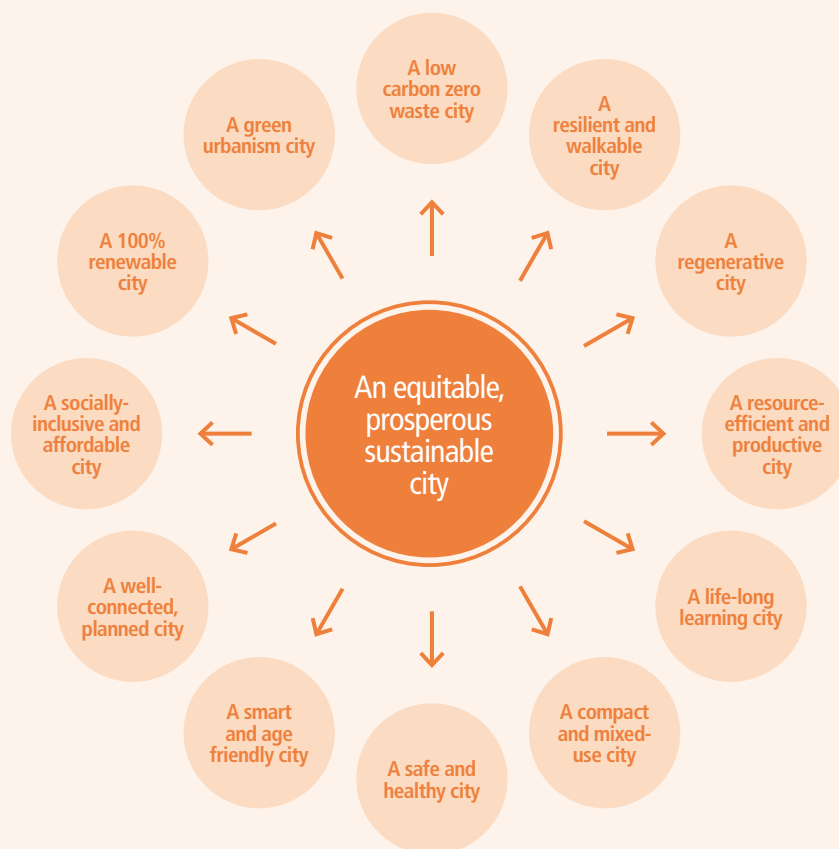 A low
carbon zero
waste city
A
resilient and
walkable
city
A
regenerative
city
A resource-
efficient and
productive
city
A life-long
learning city
A compact
and mixed-
use city
A safe and
healthy city
A smart
and age
friendly city
A well-
connected,
planned city
A socially-
inclusive and
affordable
city
A 100%
renewable
city
A green
urbanism city
An equitable,
prosperous
sustainable
city